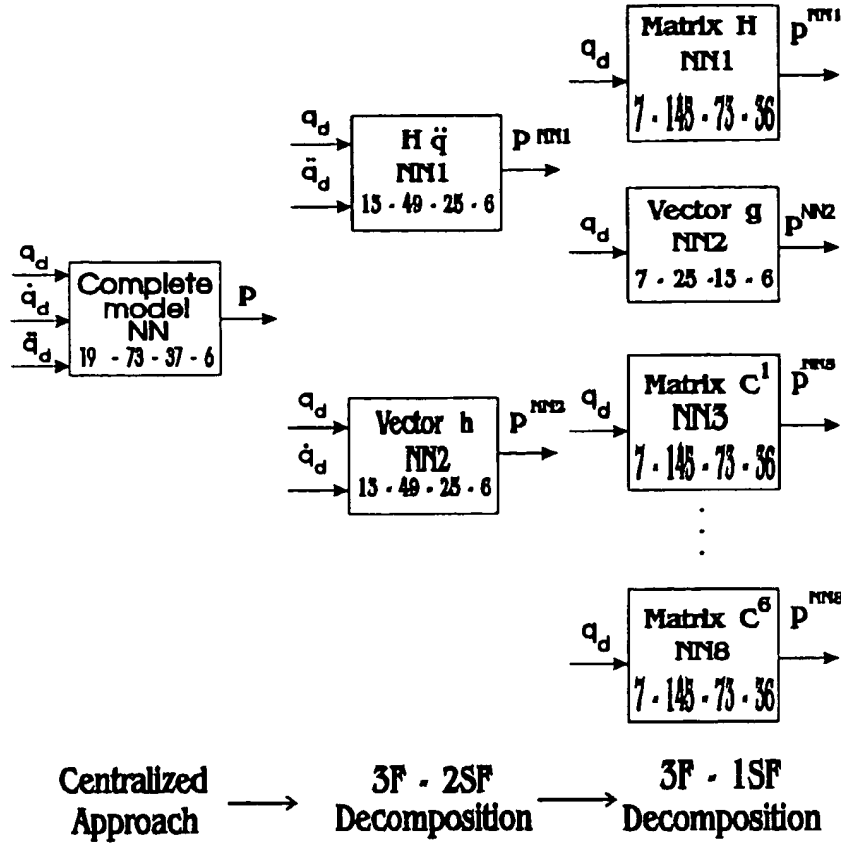 q_d
q̇_d
q̈_d
Complete
model
NN
19 - 73 - 37 - 6
P
q_d
q̈_d
H q̈
NN1
13 - 49 - 25 - 6
P^NN1
q_d
q̇_d
Vector h
NN2
13 - 49 - 25 - 6
P^NN2
q_d
Matrix H
NN1
7 - 145 - 73 - 36
P^NN1
q_d
Vector g
NN2
7 - 25 -13 - 6
P^NN2
q_d
Matrix C^1
NN3
7 - 145 - 73 - 36
P^NN3
q_d
Matrix C^6
NN8
7 - 145 - 73 - 36
P^NN8
Centralized
Approach
3F - 2SF
Decomposition
3F - 1SF
Decomposition